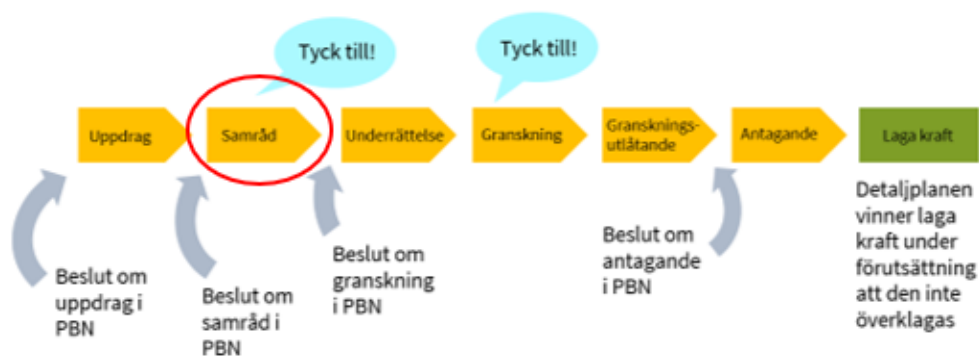 Tyck till!
Tyck till!
Uppdrag
Samråd
Underrättelse
Granskning
Gransknings-
utlåtande
Antagande
Laga kraft
Beslut om
uppdrag i
PBN
Beslut om
samråd i
PBN
Beslut om
granskning
i PBN
Beslut om
antagande
i PBN
Detaljplanen
vinner laga
kraft under
förutsättning
att den inte
överklagas